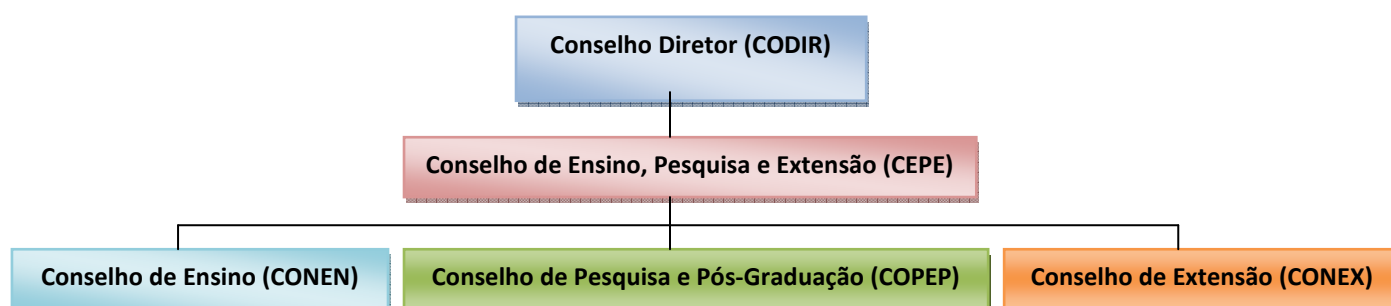 Conselho Diretor (CODIR)
Conselho de Ensino, Pesquisa e Extensão (CEPE)
Conselho de Ensino (CONEN)
Conselho de Pesquisa e Pós-Graduação (COPEP)
Conselho de Extensão (CONEX)